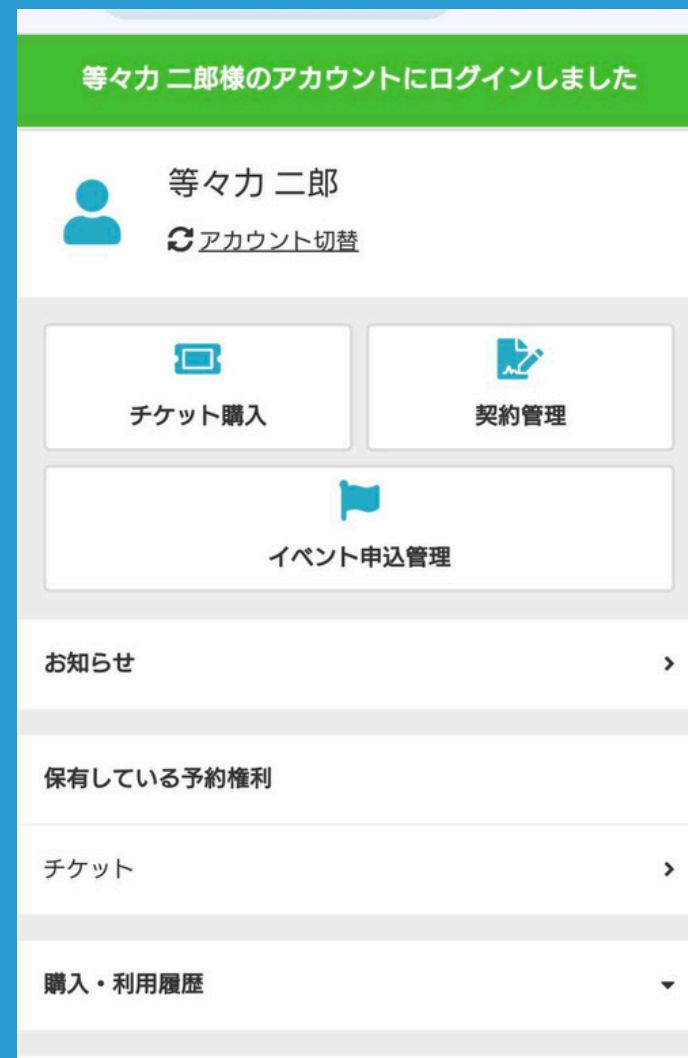 等々力 二郎様のアカウントにログインしました
等々力 二郎
アカウント切替
チケット購入
契約管理
イベント申込管理
お知らせ
保有している予約権利
チケット
購入・利用履歴